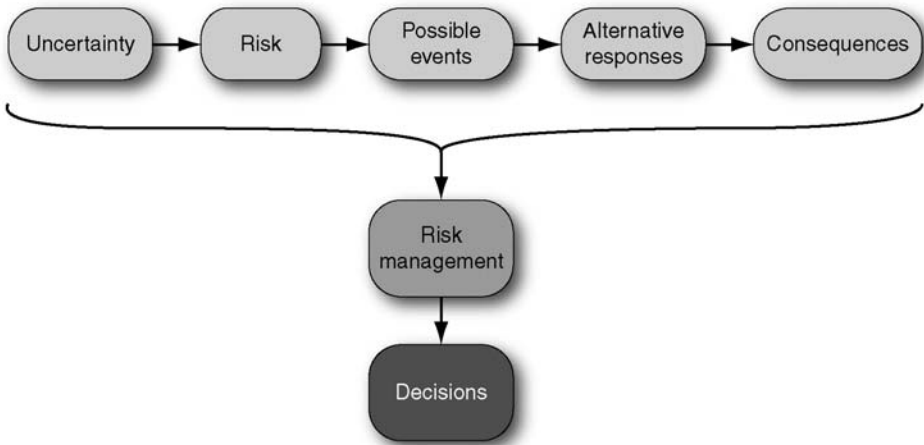 Uncertainty
Risk
Possible
events
Alternative
responses
Consequences
Risk
management
Decisions